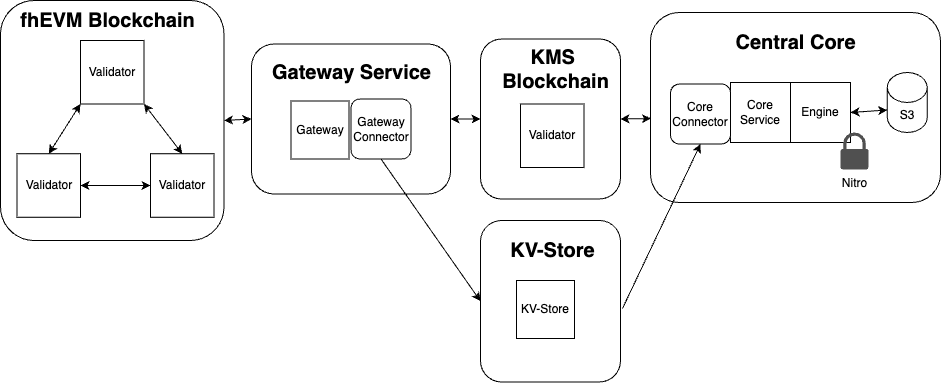 fhEVM Blockchain
Validator
Validator
Validator
Gateway Service
Gateway
Gateway
Connector
KMS
Blockchain
Validator
KV-Store
KV-Store
Central Core
Core
Connector
Core
Service
Engine
S3
Nitro